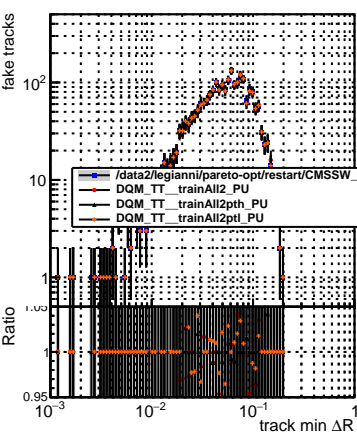 fake tracks
10²
10
1
/data2/legianni/pareto-opt/restart/CMSSW_
DQM_TT__trainAll2_PU
DQM_TT__trainAll2pth_PU
DQM_TT__trainAll2ptl_PU
Ratio
1.05
1
0.95
10⁻³ 10⁻² 10⁻¹ 1
track min ΔR